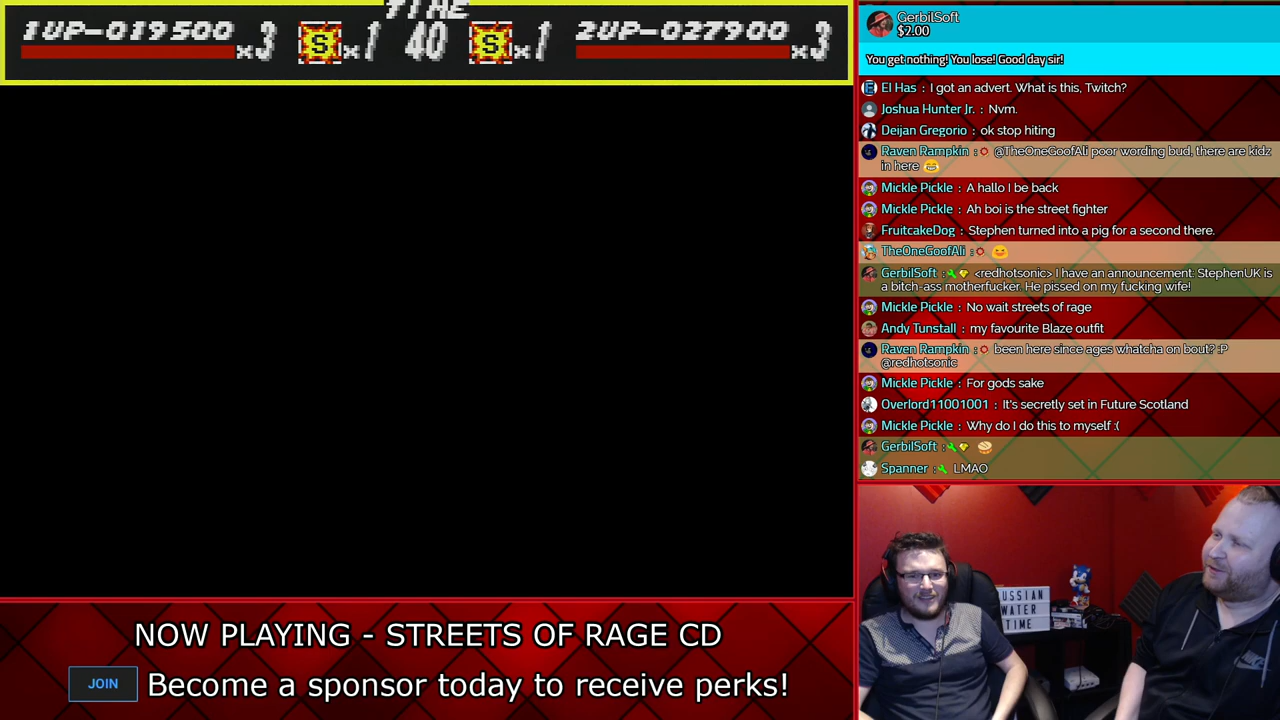 TIME
1UP-019500 x3 S x1 40 S x1 2UP-027900 x3
GerbilSoft
$2.00
You get nothing! You lose! Good day sir!
El Has : I got an advert. What is this, Twitch?
Joshua Hunter Jr. : Nvm.
Deijan Gregorio : ok stop hiting
Raven Rampkin : @TheOneGoofAli poor wording bud, there are kidz
in here 😂
Mickle Pickle : A hallo I be back
Mickle Pickle : Ah boi is the street fighter
FruitcakeDog : Stephen turned into a pig for a second there.
TheOneGoofAli : 😆
GerbilSoft : <redhotsonic> I have an announcement: StephenUK is
a bitch-ass motherfucker. He pissed on my fucking wife!
Mickle Pickle : No wait streets of rage
Andy Tunstall : my favourite Blaze outfit
Raven Rampkin : been here since ages whatcha on bout? :P
@redhotsonic
Mickle Pickle : For gods sake
Overlord11001001 : It's secretly set in Future Scotland
Mickle Pickle : Why do I do this to myself :(
GerbilSoft :
Spanner : LMAO
RUSSIAN
WATER
TIME
NOW PLAYING - STREETS OF RAGE CD
JOIN Become a sponsor today to receive perks!